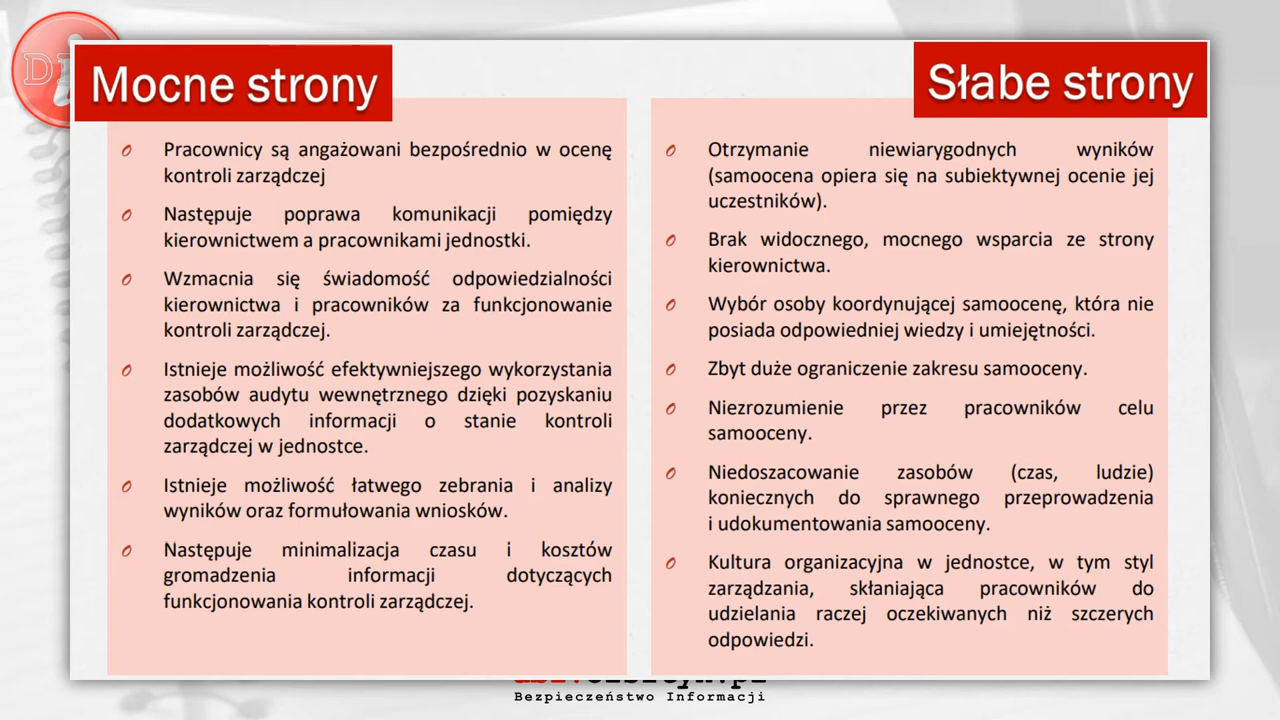 Mocne strony
Pracownicy są angażowani bezpośrednio w ocenę
kontroli zarządczej
Następuje poprawa komunikacji pomiędzy
kierownictwem a pracownikami jednostki.
Wzmacnia się świadomość odpowiedzialności
kierownictwa i pracowników za funkcjonowanie
kontroli zarządczej.
Istnieje możliwość efektywniejszego wykorzystania
zasobów audytu wewnętrznego dzięki pozyskaniu
dodatkowych informacji o stanie kontroli
zarządczej w jednostce.
Istnieje możliwość łatwego zebrania i analizy
wyników oraz formułowania wniosków.
Następuje minimalizacja czasu i kosztów
gromadzenia informacji dotyczących
funkcjonowania kontroli zarządczej.
Słabe strony
Otrzymanie niewiarygodnych wyników
(samoocena opiera się na subiektywnej ocenie jej
uczestników).
Brak widocznego, mocnego wsparcia ze strony
kierownictwa.
Wybór osoby koordynującej samoocenę, która nie
posiada odpowiedniej wiedzy i umiejętności.
Zbyt duże ograniczenie zakresu samooceny.
Niezrozumienie przez pracowników celu
samooceny.
Niedoszacowanie zasobów (czas, ludzie)
koniecznych do sprawnego przeprowadzenia
i udokumentowania samooceny.
Kultura organizacyjna w jednostce, w tym styl
zarządzania, skłaniająca pracowników do
udzielania raczej oczekiwanych niż szczerych
odpowiedzi.
Bezpieczeństwo Informacji